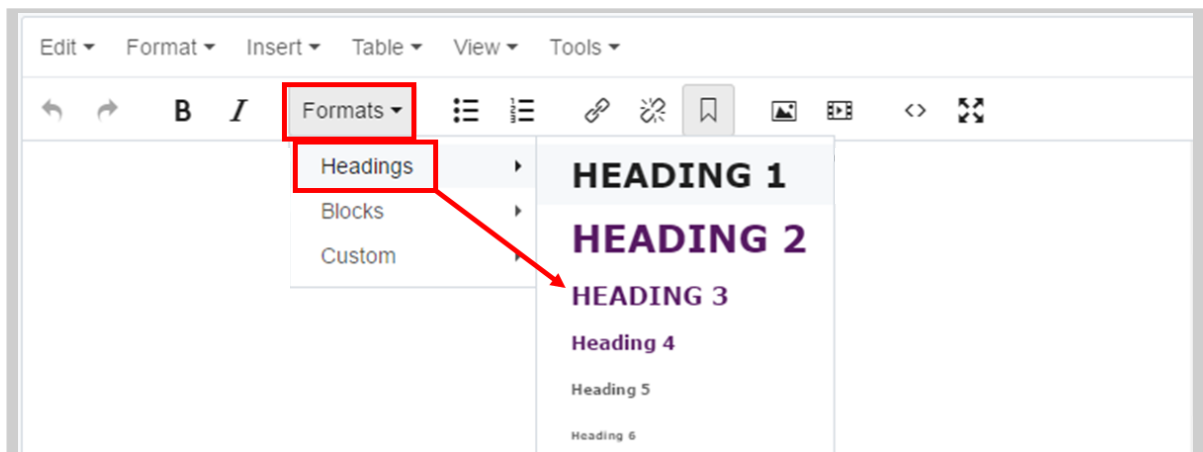 Edit Format Insert Table View Tools
B I Formats
Headings
Blocks
Custom
HEADING 1
HEADING 2
HEADING 3
Heading 4
Heading 5
Heading 6